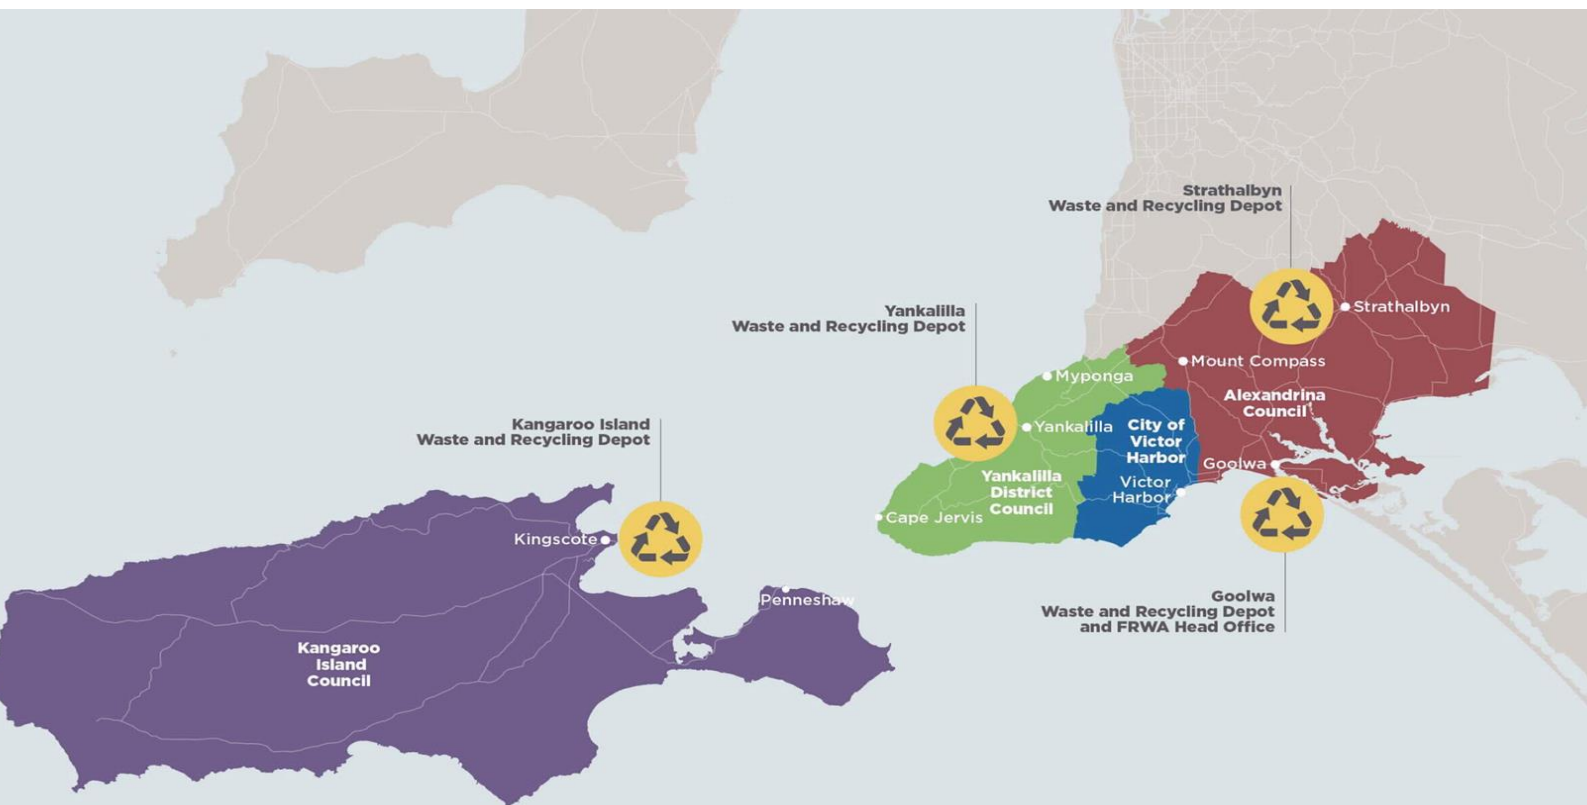 Strathalbyn
Waste and Recycling Depot
Strathalbyn
Yankalilla
Waste and Recycling Depot
Mount Compass
Myponga
Alexandrina
Council
Kangaroo Island
Waste and Recycling Depot
Yankalilla
City of
Victor
Harbor
Goolwa
Yankalilla
District
Council
Victor
Harbor
Cape Jervis
Kingscote
Penneshaw
Goolwa
Waste and Recycling Depot
and FRWA Head Office
Kangaroo
Island
Council